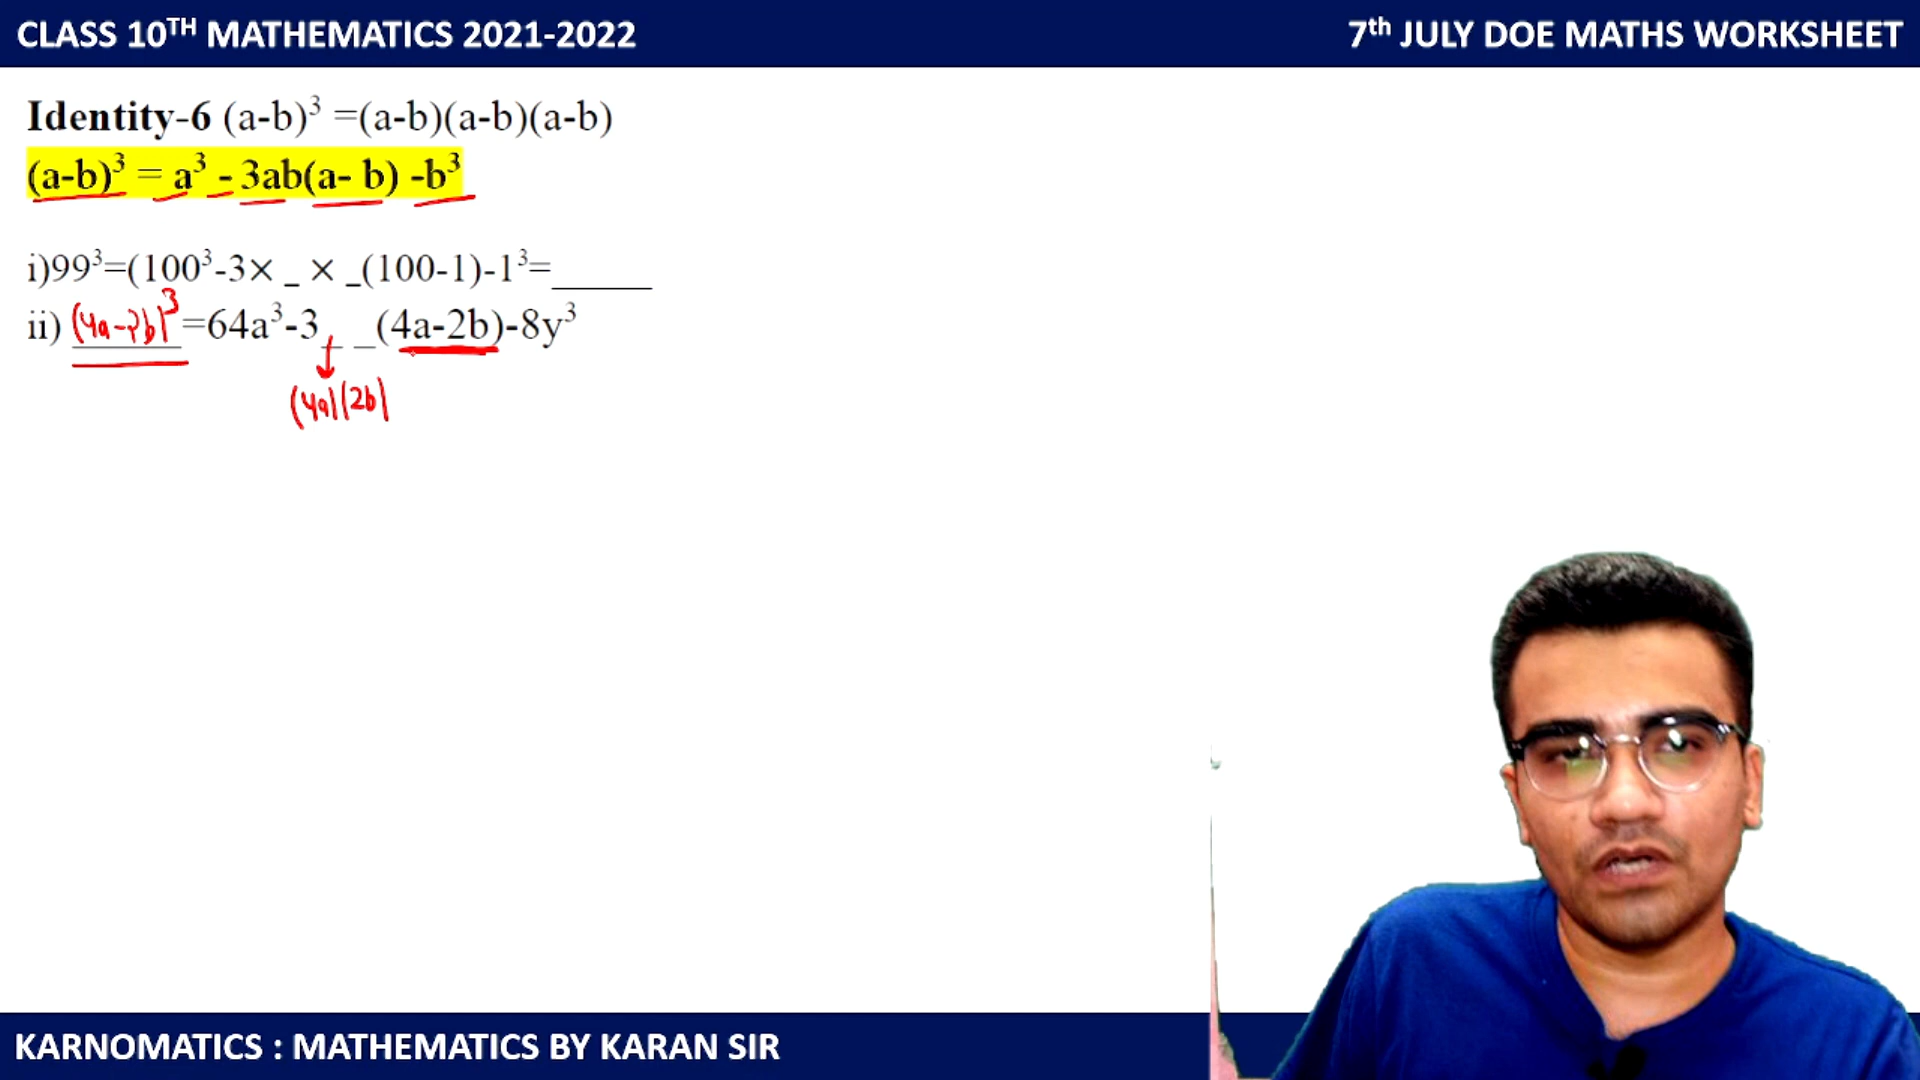 CLASS 10TH MATHEMATICS 2021-2022
7th JULY DOE MATHS WORKSHEET
Identity-6 (a-b)³ =(a-b)(a-b)(a-b)
(a-b)³ = a³ - 3ab(a- b) -b³
i)99³=(100³-3× _ × _(100-1)-1³=_____
ii) (4a-2b)³=64a³-3_ _(4a-2b)-8y³
(4a)(2b)
KARNOMATICS : MATHEMATICS BY KARAN SIR